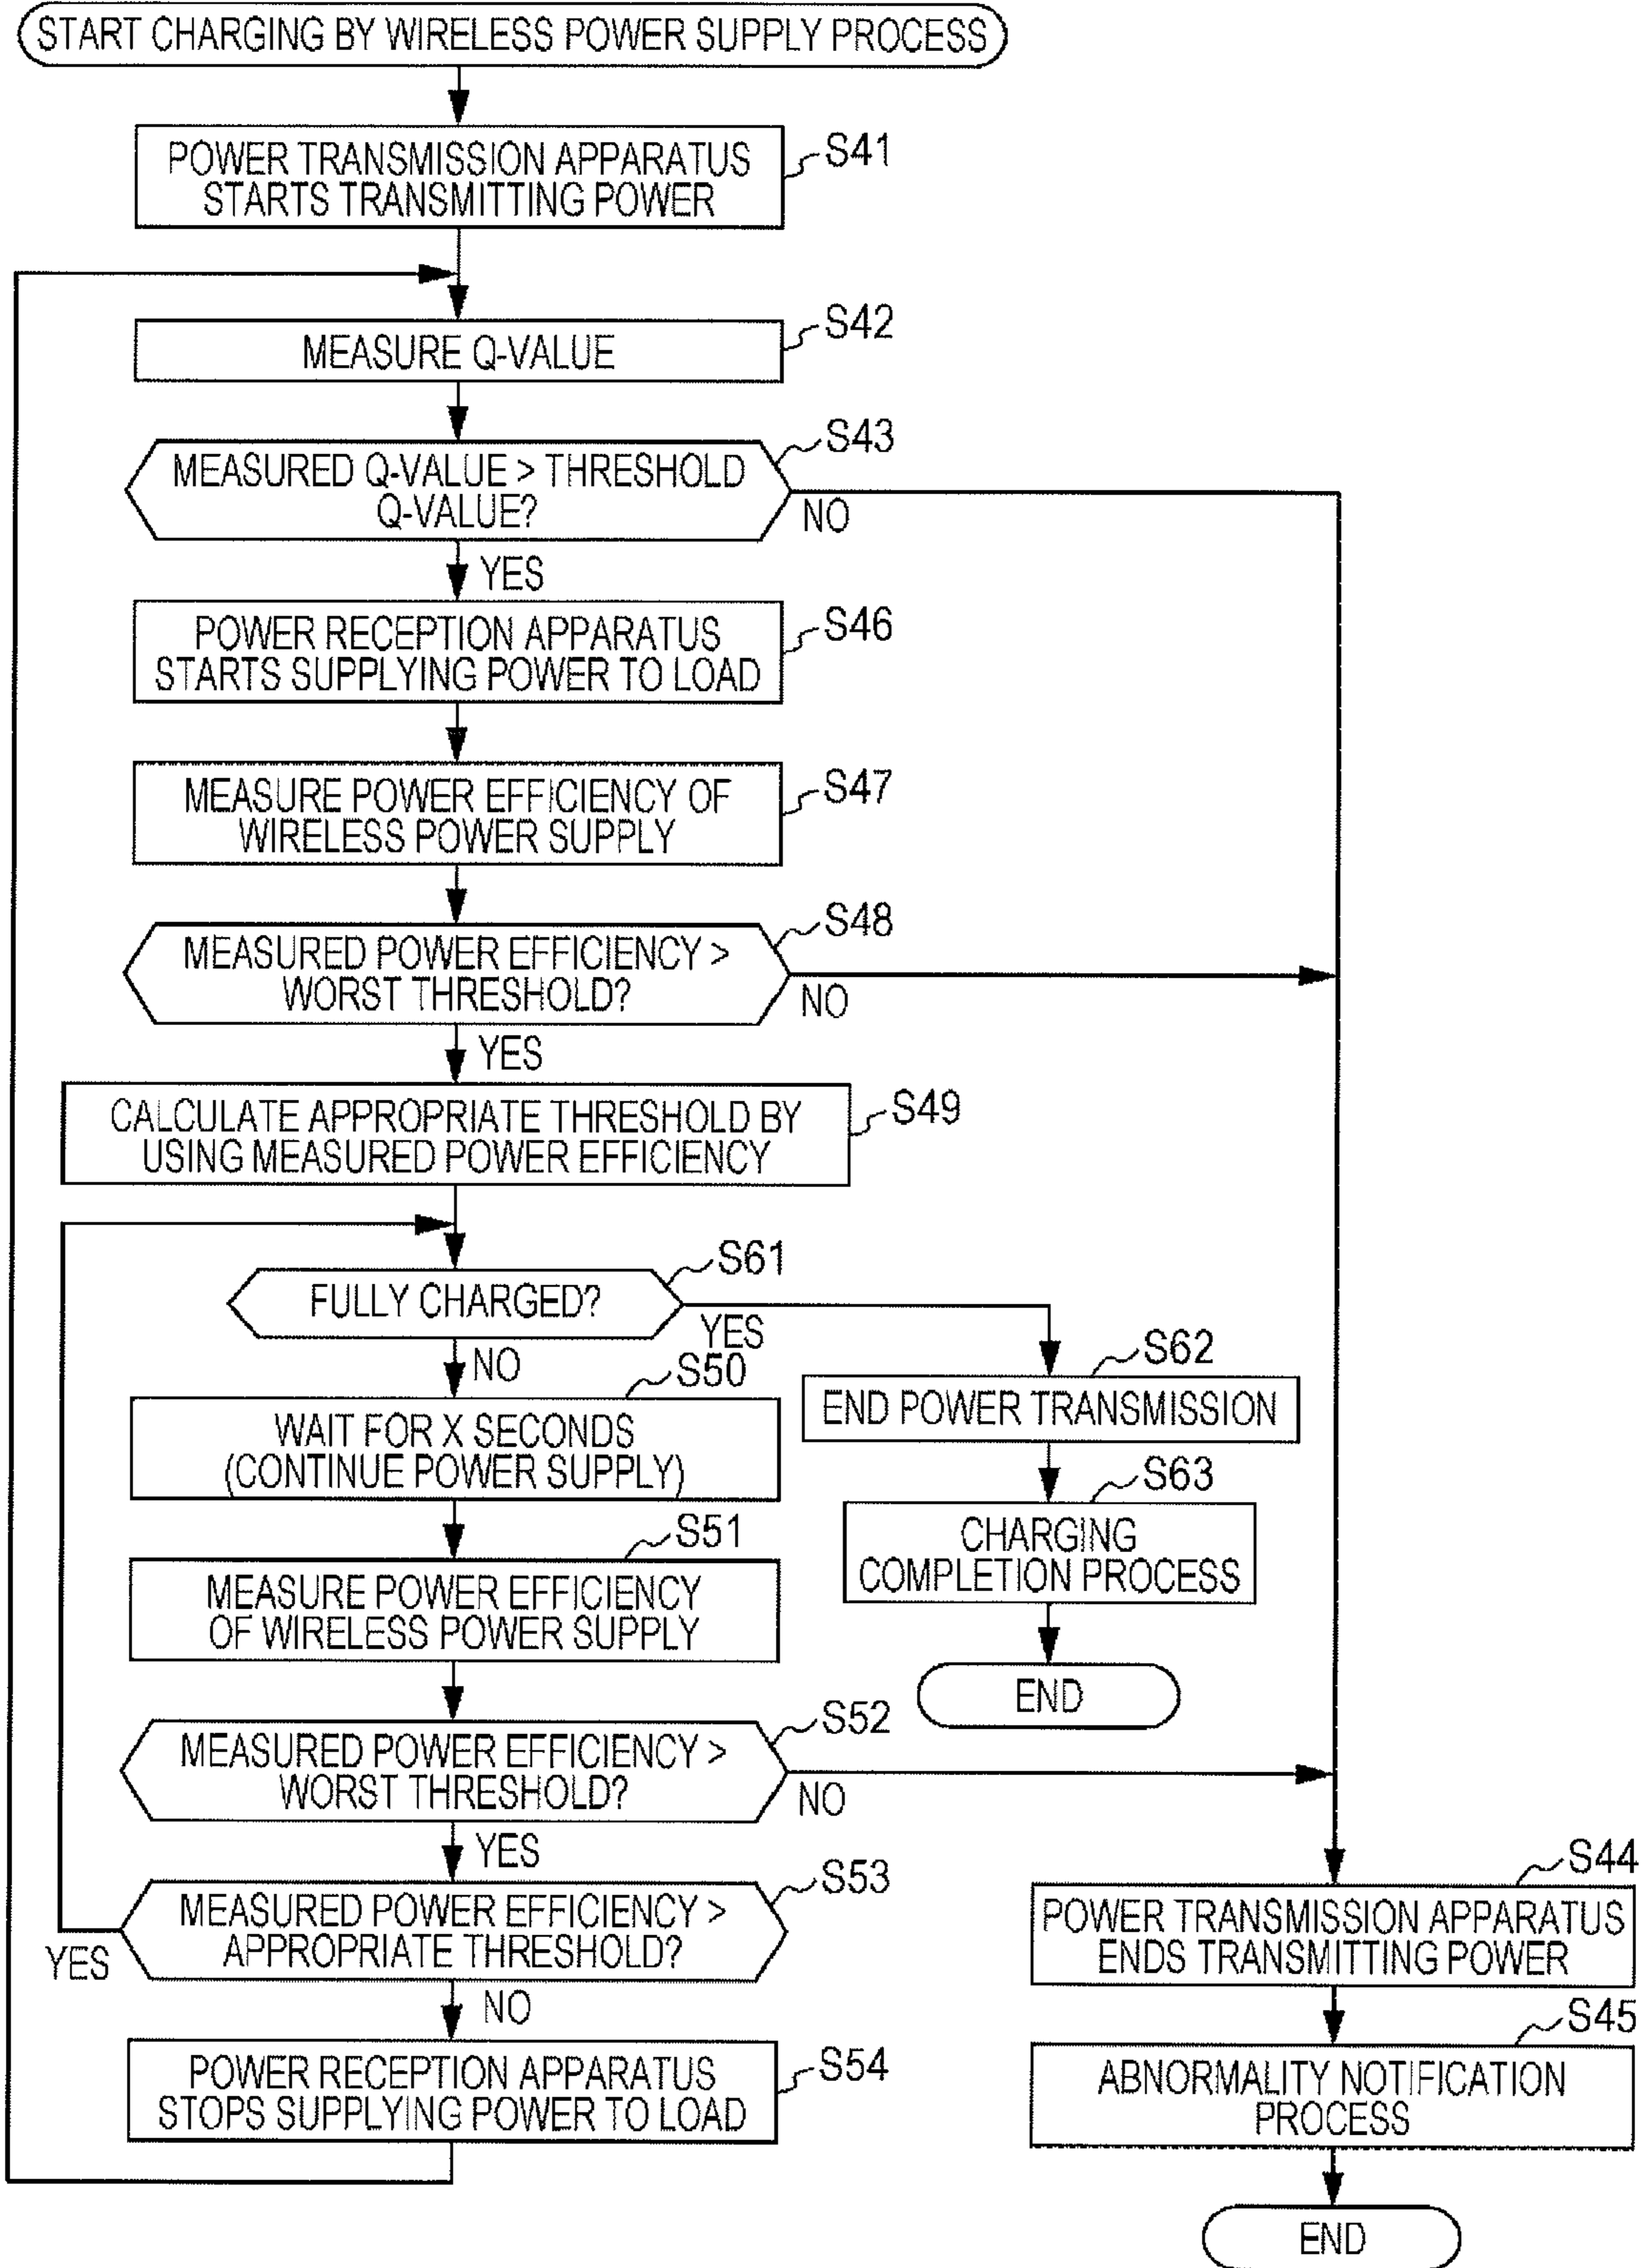 START CHARGING BY WIRELESS POWER SUPPLY PROCESS
S41
POWER TRANSMISSION APPARATUS
STARTS TRANSMITTING POWER
S42
MEASURE Q-VALUE
S43
MEASURED Q-VALUE > THRESHOLD
Q-VALUE?
NO
YES
S46
POWER RECEPTION APPARATUS
STARTS SUPPLYING POWER TO LOAD
S47
MEASURE POWER EFFICIENCY OF
WIRELESS POWER SUPPLY
S48
MEASURED POWER EFFICIENCY >
WORST THRESHOLD?
NO
YES
S49
CALCULATE APPROPRIATE THRESHOLD BY
USING MEASURED POWER EFFICIENCY
S61
FULLY CHARGED?
YES
NO
S50
WAIT FOR X SECONDS
(CONTINUE POWER SUPPLY)
S62
END POWER TRANSMISSION
S63
CHARGING
COMPLETION PROCESS
END
S51
MEASURE POWER EFFICIENCY
OF WIRELESS POWER SUPPLY
S52
MEASURED POWER EFFICIENCY >
WORST THRESHOLD?
NO
YES
S53
MEASURED POWER EFFICIENCY >
APPROPRIATE THRESHOLD?
YES
NO
S54
POWER RECEPTION APPARATUS
STOPS SUPPLYING POWER TO LOAD
S44
POWER TRANSMISSION APPARATUS
ENDS TRANSMITTING POWER
S45
ABNORMALITY NOTIFICATION
PROCESS
END